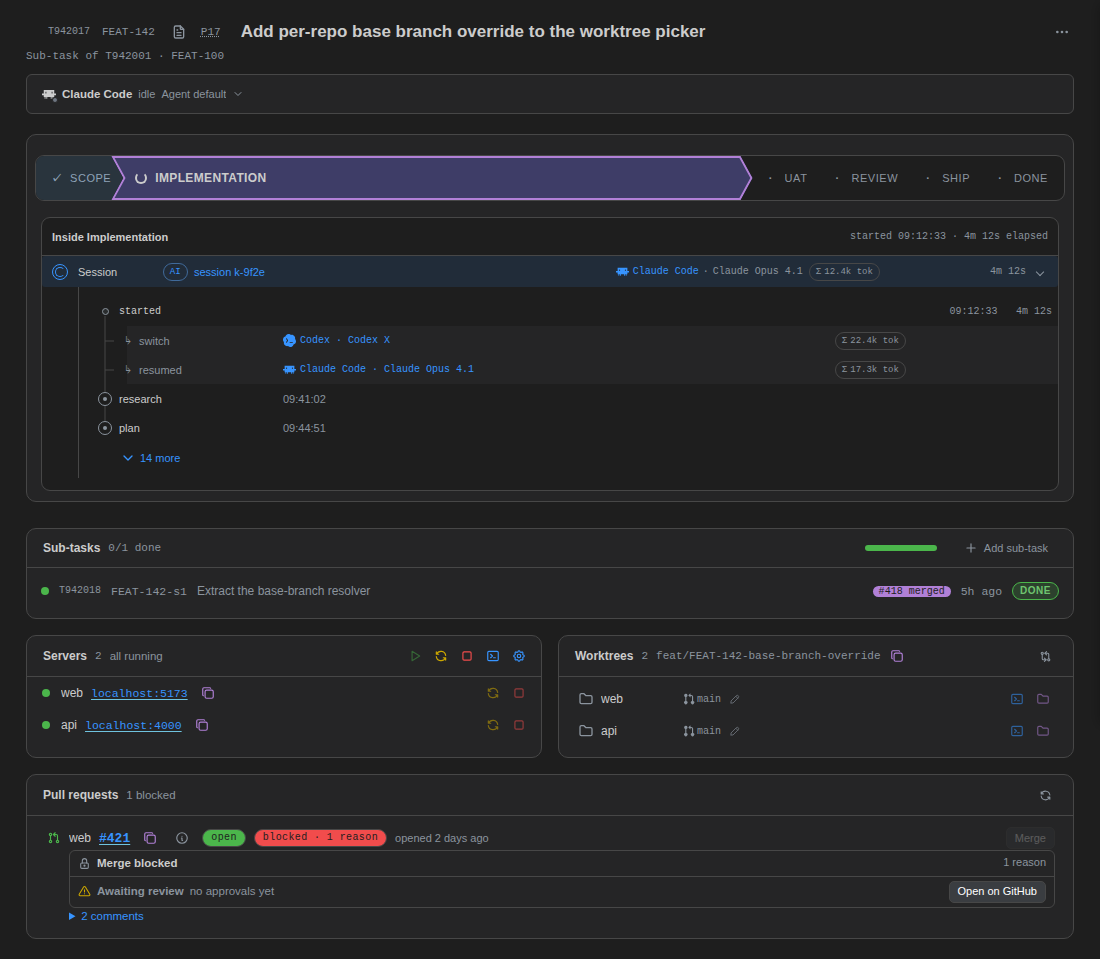 T942017 FEAT-142 P17 Add per-repo base branch override to the worktree picker
Sub-task of T942001 · FEAT-100
Claude Code idle Agent default
SCOPE IMPLEMENTATION · UAT · REVIEW · SHIP · DONE
Inside Implementation started 09:12:33 · 4m 12s elapsed
Session AI session k-9f2e Claude Code · Claude Opus 4.1 Σ 12.4k tok 4m 12s
started 09:12:33 4m 12s
↳ switch Codex · Codex X Σ 22.4k tok
↳ resumed Claude Code · Claude Opus 4.1 Σ 17.3k tok
research 09:41:02
plan 09:44:51
14 more
Sub-tasks 0/1 done Add sub-task
T942018 FEAT-142-s1 Extract the base-branch resolver #418 merged 5h ago DONE
Servers 2 all running
web localhost:5173
api localhost:4000
Worktrees 2 feat/FEAT-142-base-branch-override
web main
api main
Pull requests 1 blocked
web #421 open blocked · 1 reason opened 2 days ago Merge
Merge blocked 1 reason
Awaiting review no approvals yet Open on GitHub
2 comments